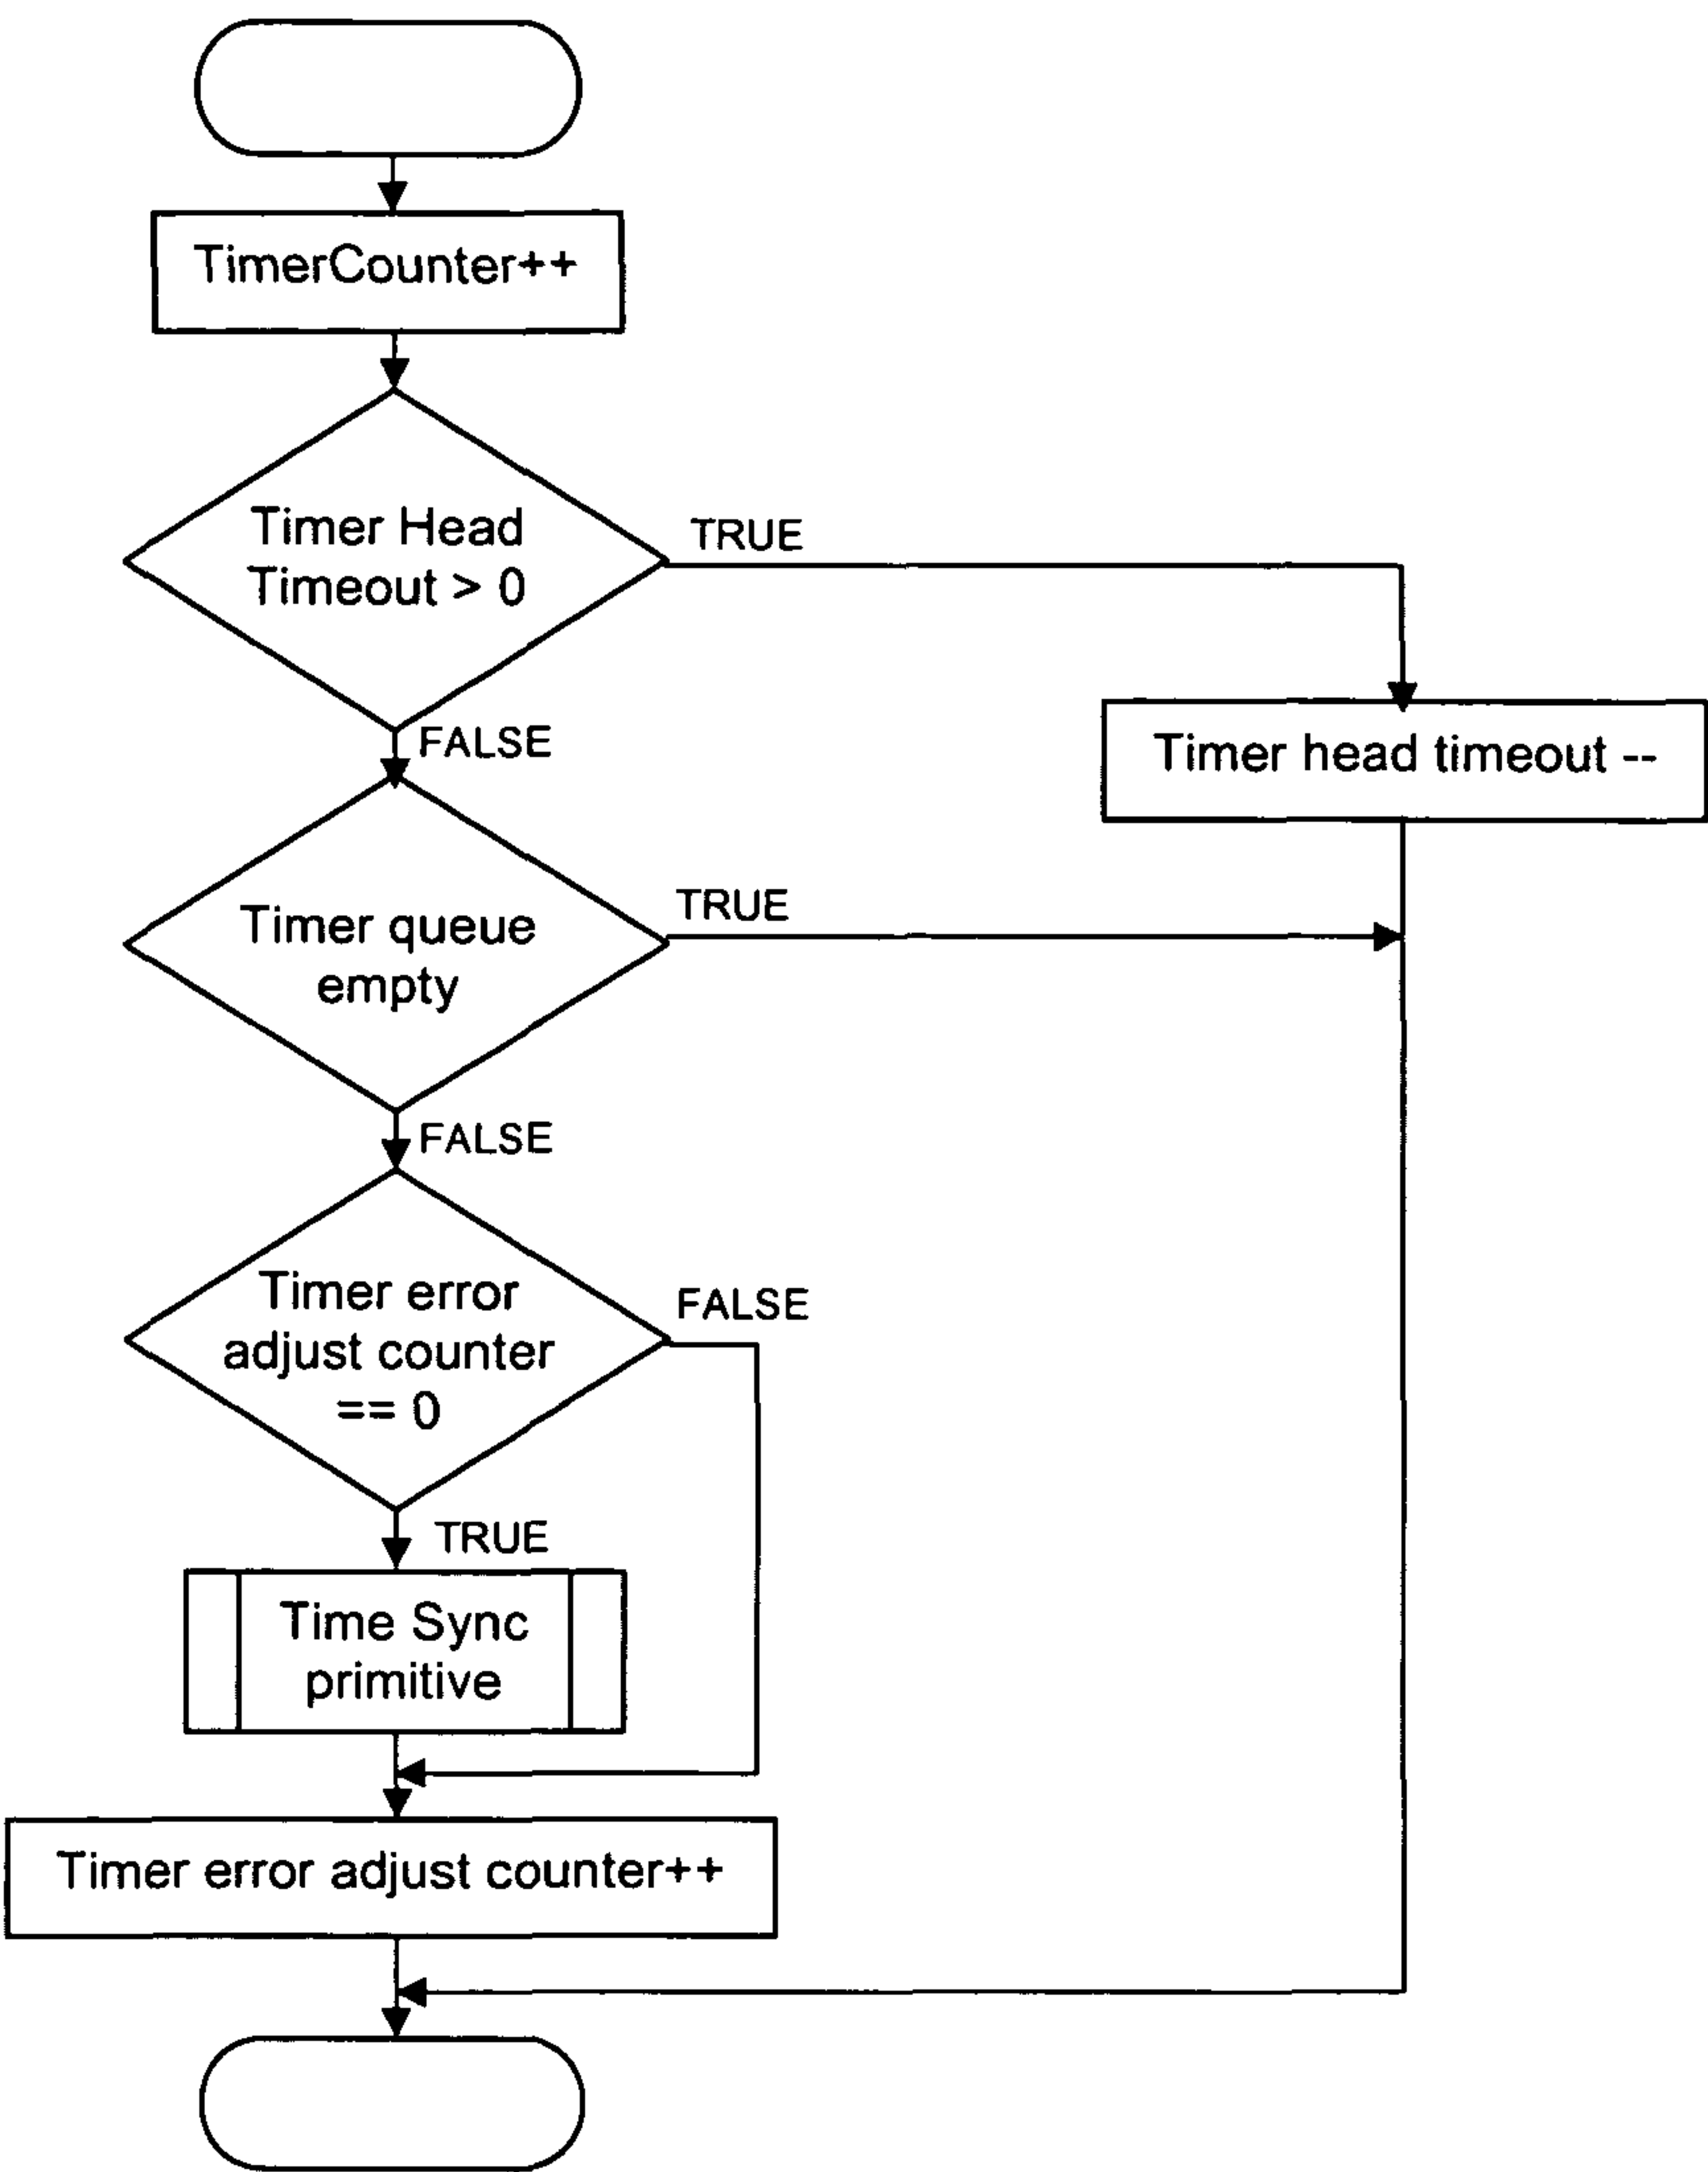 TimerCounter++
Timer Head
Timeout > 0
TRUE
FALSE
Timer head timeout --
Timer queue
empty
TRUE
FALSE
Timer error
adjust counter
== 0
FALSE
TRUE
Time Sync
primitive
Timer error adjust counter++